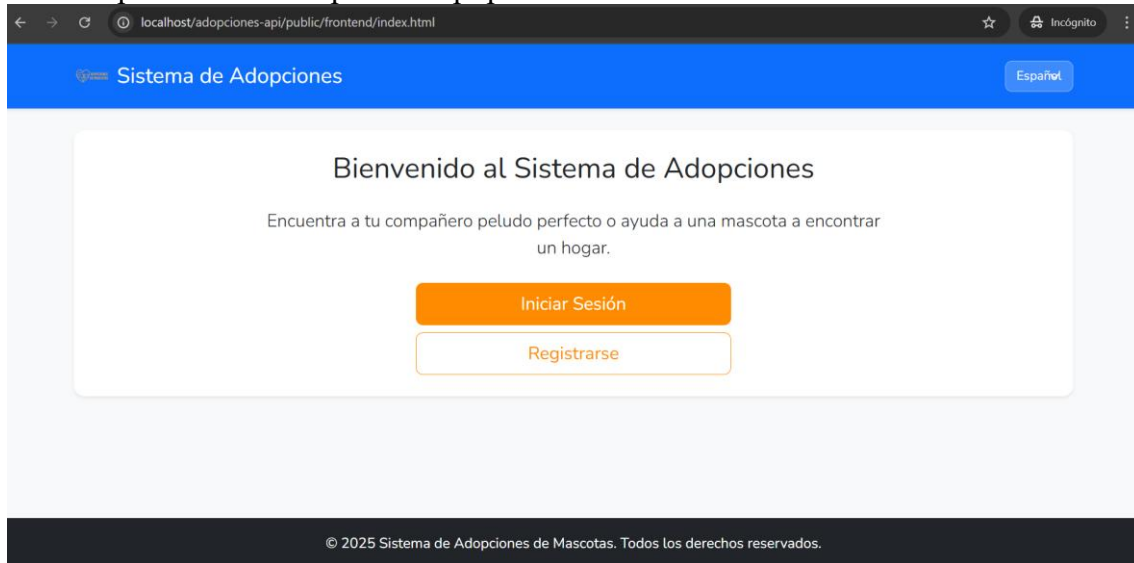 localhost/adopciones-api/public/frontend/index.html
Incógnito
Sistema de Adopciones
Español
Bienvenido al Sistema de Adopciones
Encuentra a tu compañero peludo perfecto o ayuda a una mascota a encontrar
un hogar.
Iniciar Sesión
Registrarse
© 2025 Sistema de Adopciones de Mascotas. Todos los derechos reservados.